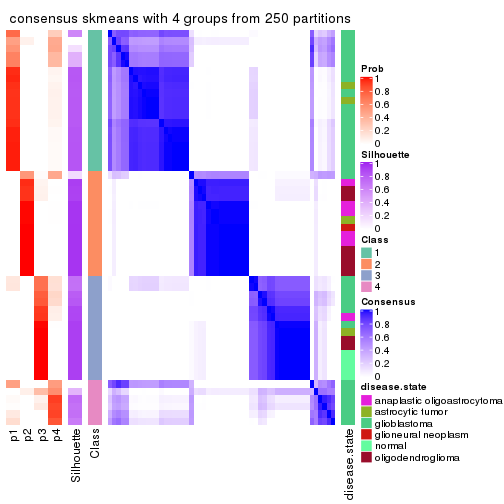 consensus skmeans with 4 groups from 250 partitions
Prob
1
0.8
0.6
0.4
0.2
0
Silhouette
1
0.8
0.6
0.4
0.2
0
Class
1
2
3
4
Consensus
1
0.8
0.6
0.4
0.2
0
disease.state
anaplastic oligoastrocytoma
astrocytic tumor
glioblastoma
glioneural neoplasm
normal
oligodendroglioma
p1
p2
p3
p4
Silhouette
Class
disease.state